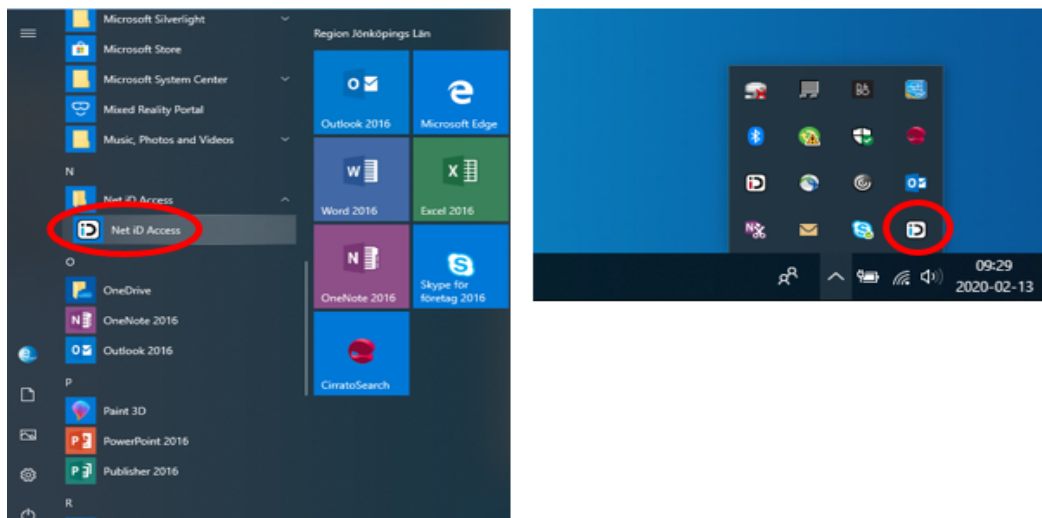 Microsoft Silverlight
Microsoft Store
Microsoft System Center
Mixed Reality Portal
Music, Photos and Videos
N
Net iD Access
Net iD Access
O
OneDrive
OneNote 2016
Outlook 2016
P
Paint 3D
PowerPoint 2016
Publisher 2016
R
Region Jönköpings Län
Outlook 2016
Microsoft Edge
Word 2016
Excel 2016
OneNote 2016
Skype för
företag 2016
CirratoSearch
09:29
2020-02-13